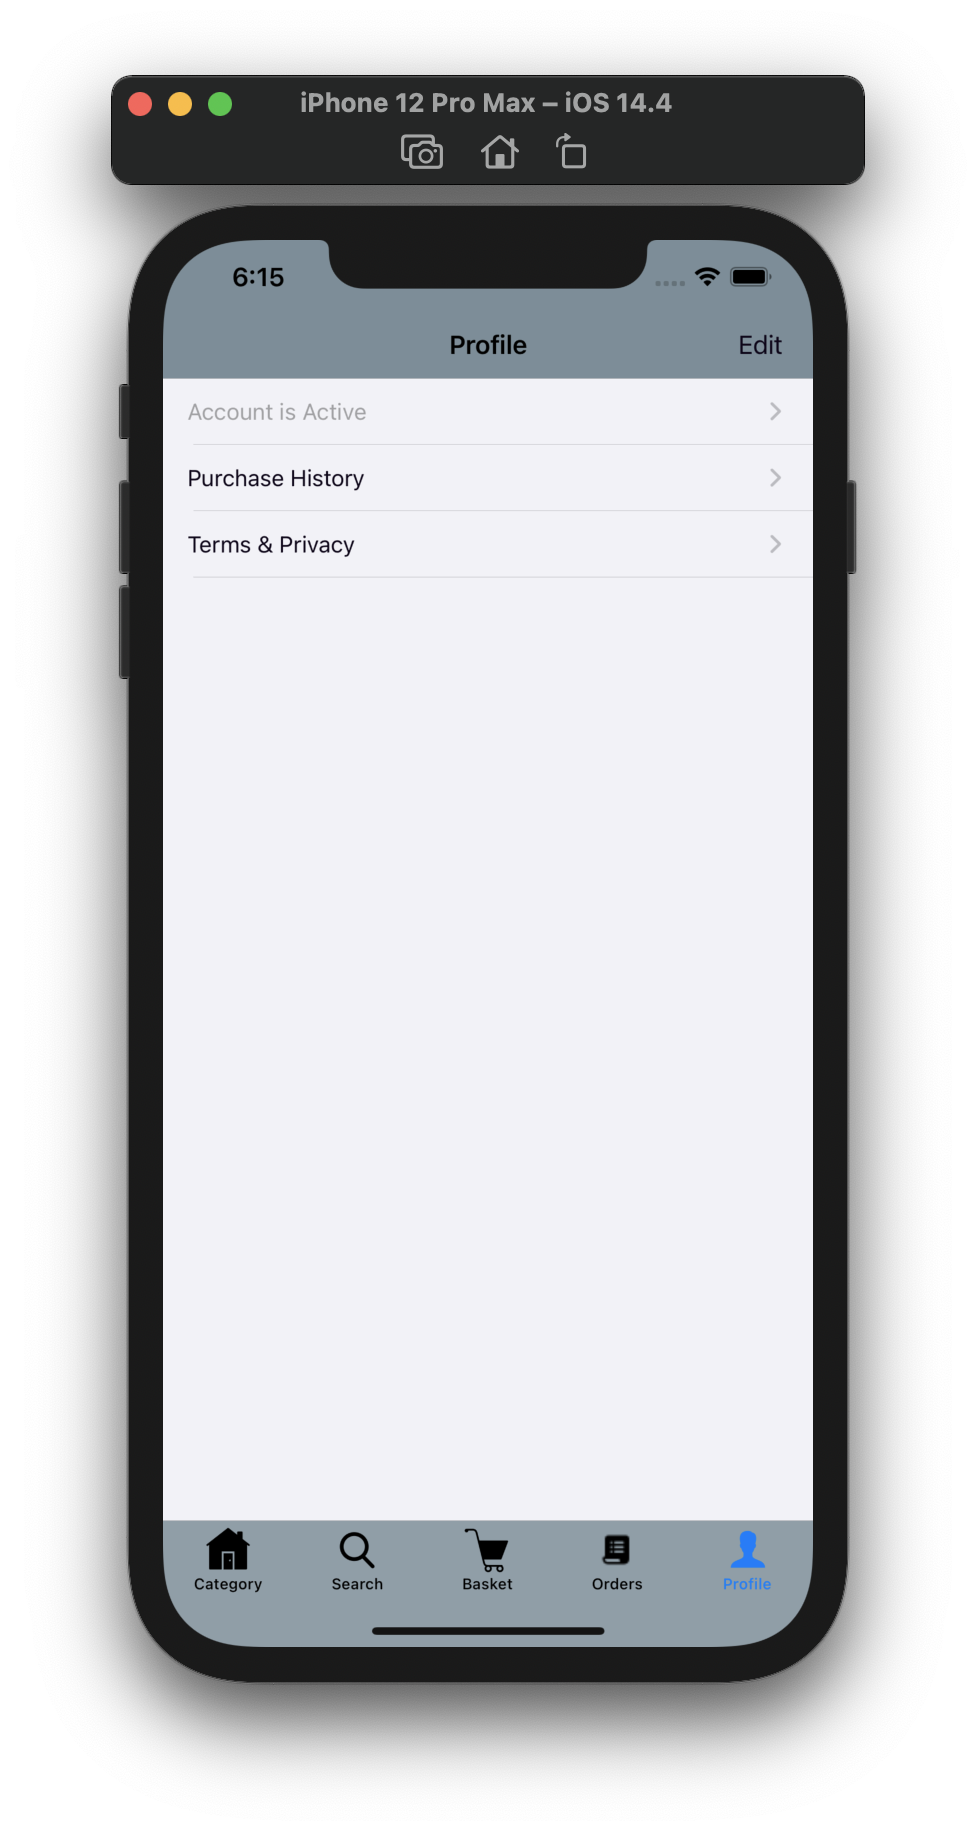 iPhone 12 Pro Max – iOS 14.4
6:15
Profile
Edit
Account is Active
Purchase History
Terms & Privacy
Category
Search
Basket
Orders
Profile